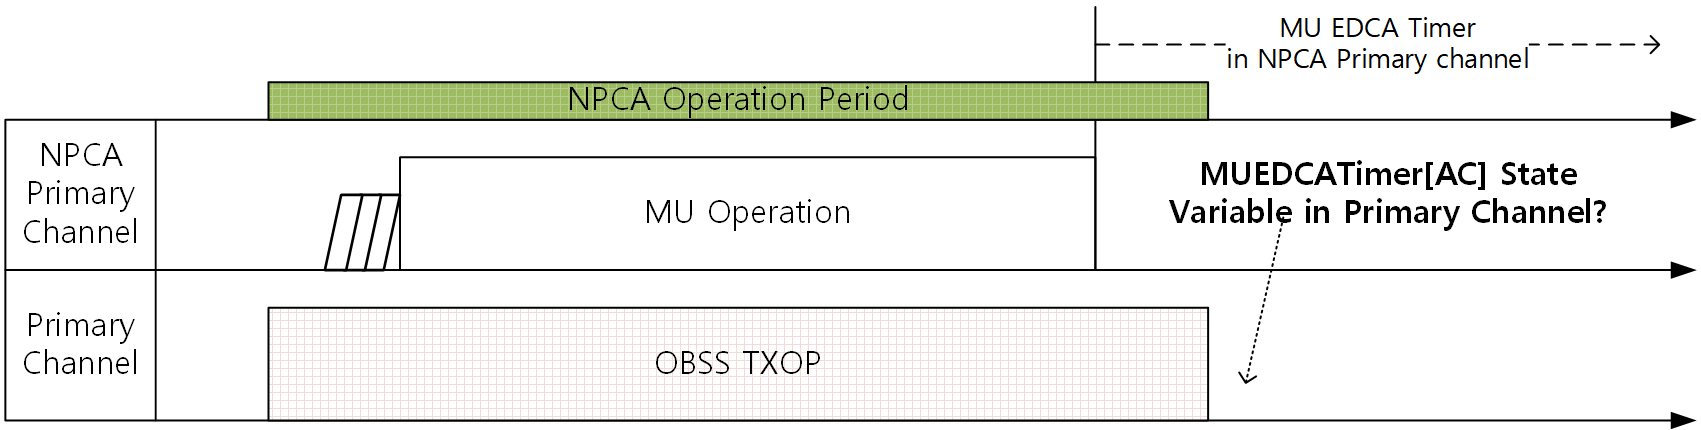 MU EDCA Timer
in NPCA Primary channel
NPCA Operation Period
NPCA
Primary
Channel
MU Operation
MUEDCATimer[AC] State
Variable in Primary Channel?
Primary
Channel
OBSS TXOP